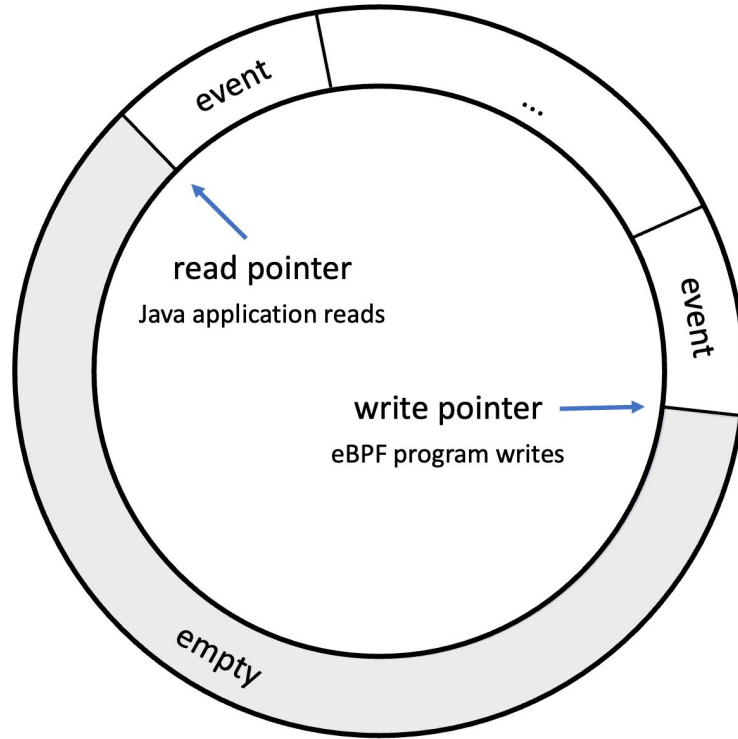 event
...
event
read pointer
Java application reads
write pointer
eBPF program writes
empty